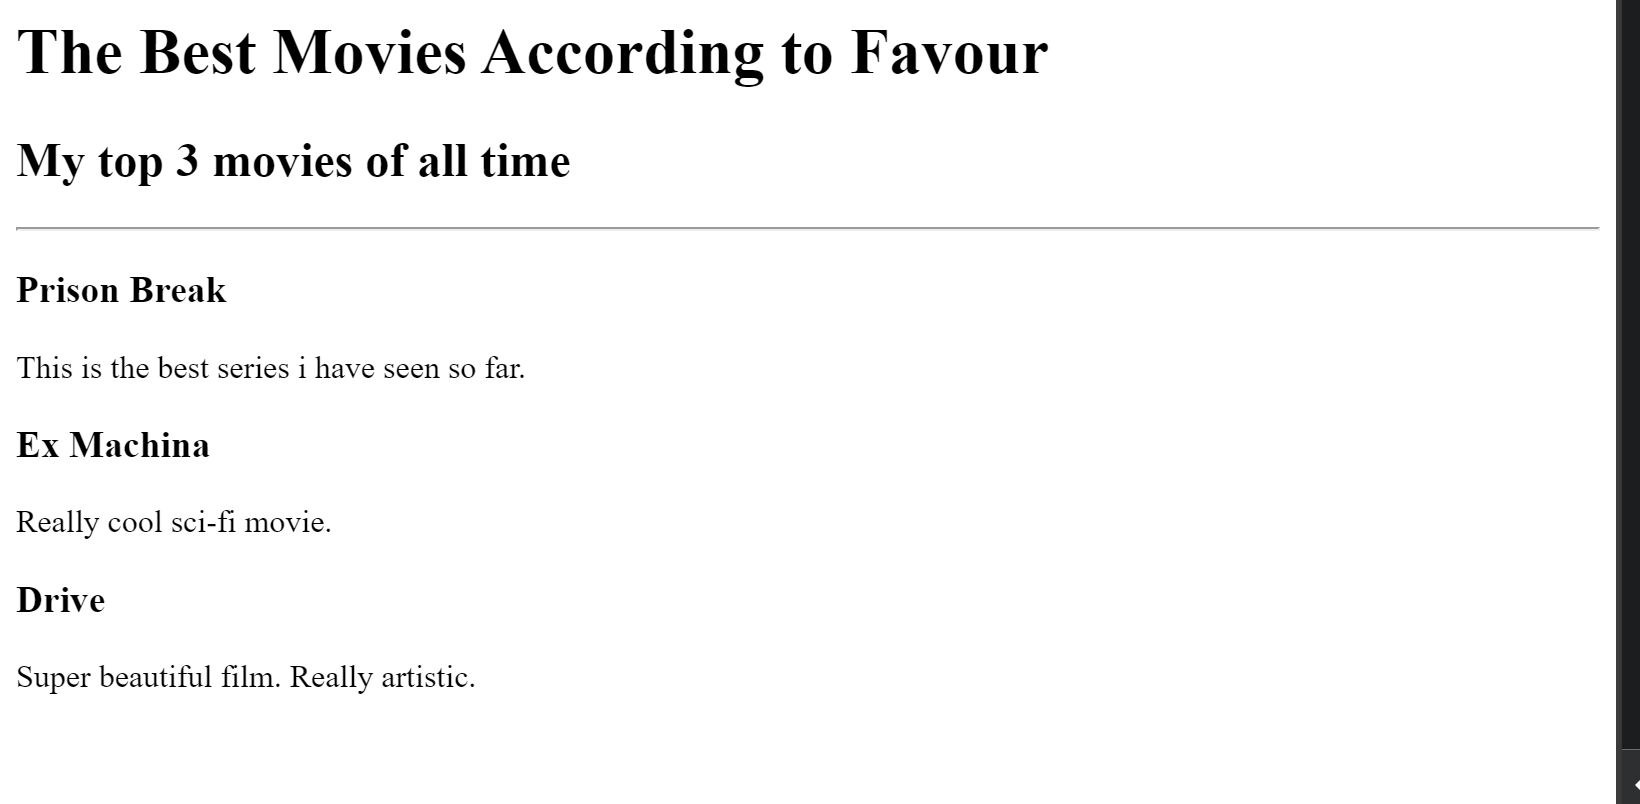 The Best Movies According to Favour
My top 3 movies of all time
Prison Break
This is the best series i have seen so far.
Ex Machina
Really cool sci-fi movie.
Drive
Super beautiful film. Really artistic.